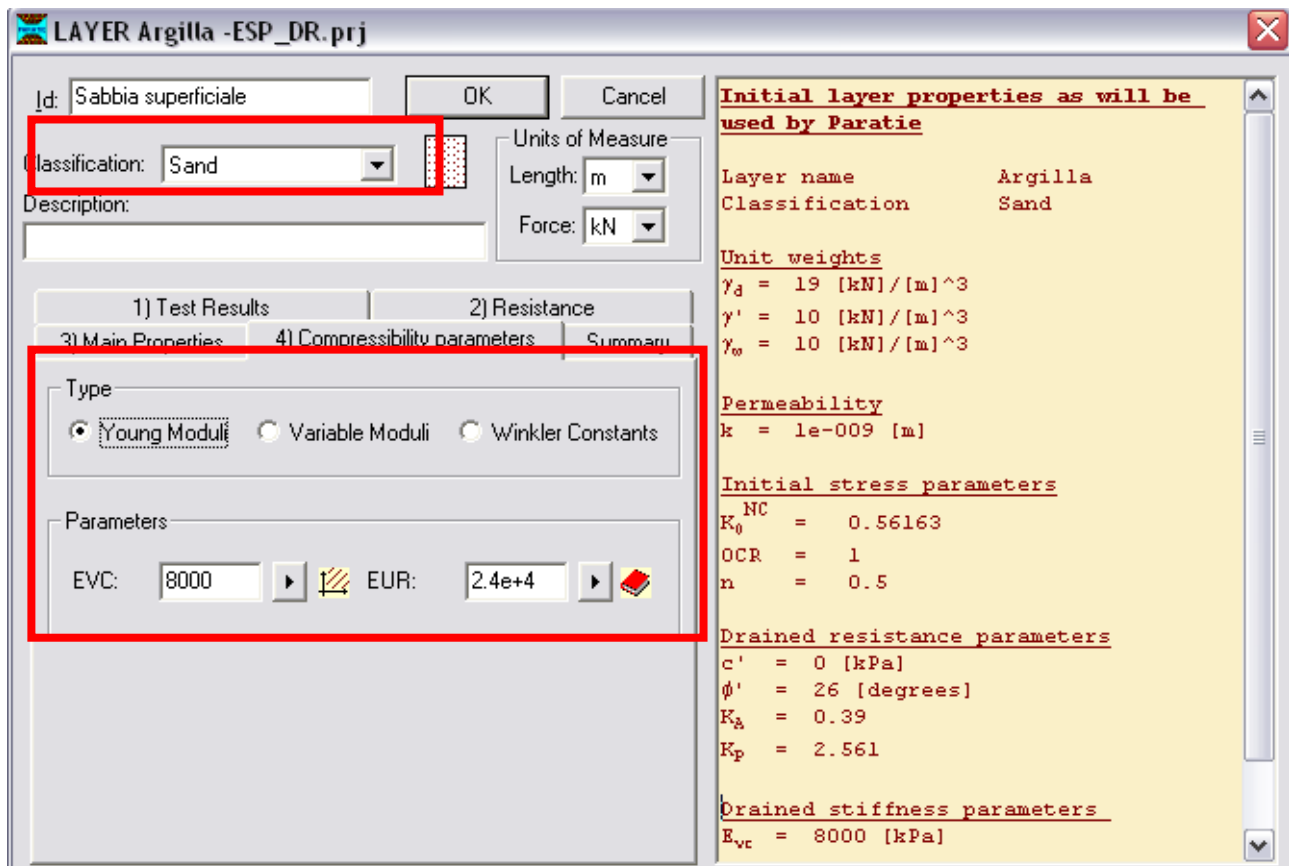 LAYER Argilla -ESP_DR.prj
Id: Sabbia superficiale
OK
Cancel
Classification: Sand
Units of Measure
Length: m
Force: kN
Description:
1) Test Results
2) Resistance
3) Main Properties
4) Compressibility parameters
Summary
Type
Young Moduli
Variable Moduli
Winkler Constants
Parameters
EVC: 8000
EUR: 2.4e+4
Initial layer properties as will be
used by Paratie
Layer name Argilla
Classification Sand
Unit weights
γd = 19 [kN]/[m]^3
γ' = 10 [kN]/[m]^3
γw = 10 [kN]/[m]^3
Permeability
k = 1e-009 [m]
Initial stress parameters
K0^NC = 0.56163
OCR = 1
n = 0.5
Drained resistance parameters
c' = 0 [kPa]
ϕ' = 26 [degrees]
KA = 0.39
Kp = 2.561
Drained stiffness parameters
Evc = 8000 [kPa]